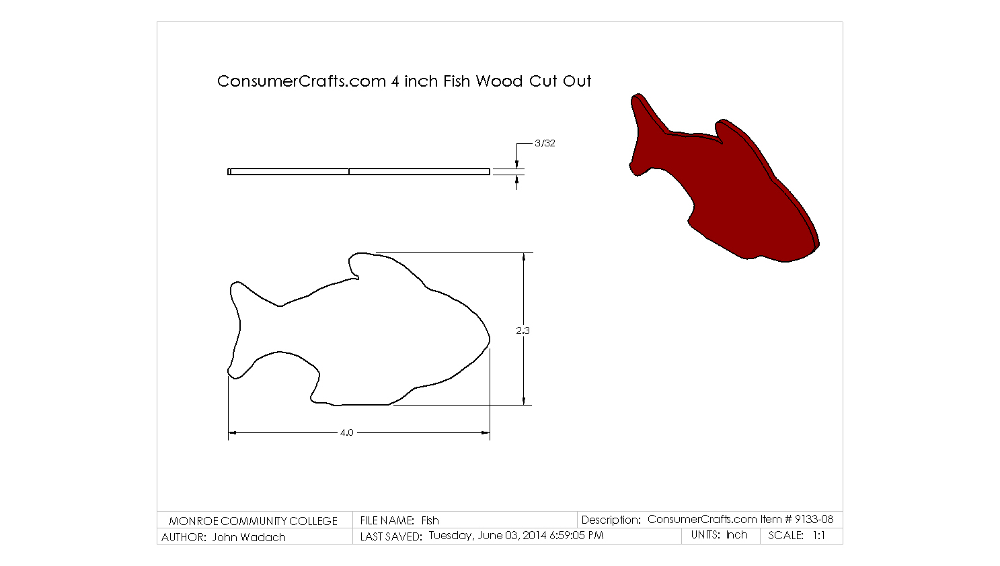 ConsumerCrafts.com 4 inch Fish Wood Cut Out
3/32
2.3
4.0
MONROE COMMUNITY COLLEGE
FILE NAME: Fish
Description: ConsumerCrafts.com Item # 9133-08
AUTHOR: John Wadach
LAST SAVED: Tuesday, June 03, 2014 6:59:05 PM
UNITS: Inch
SCALE: 1:1